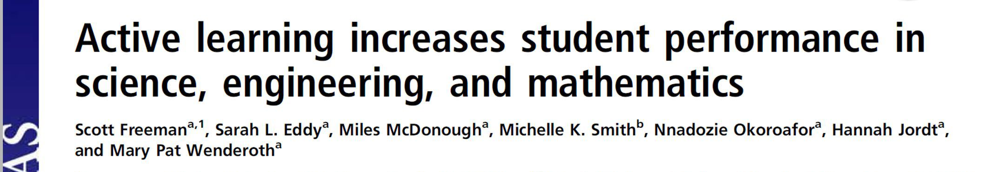 Active learning increases student performance in
science, engineering, and mathematics
Scott Freemanᵃ,¹, Sarah L. Eddyᵃ, Miles McDonoughᵃ, Michelle K. Smithᵇ, Nnadozie Okoroaforᵃ, Hannah Jordtᵃ,
and Mary Pat Wenderothᵃ
AS